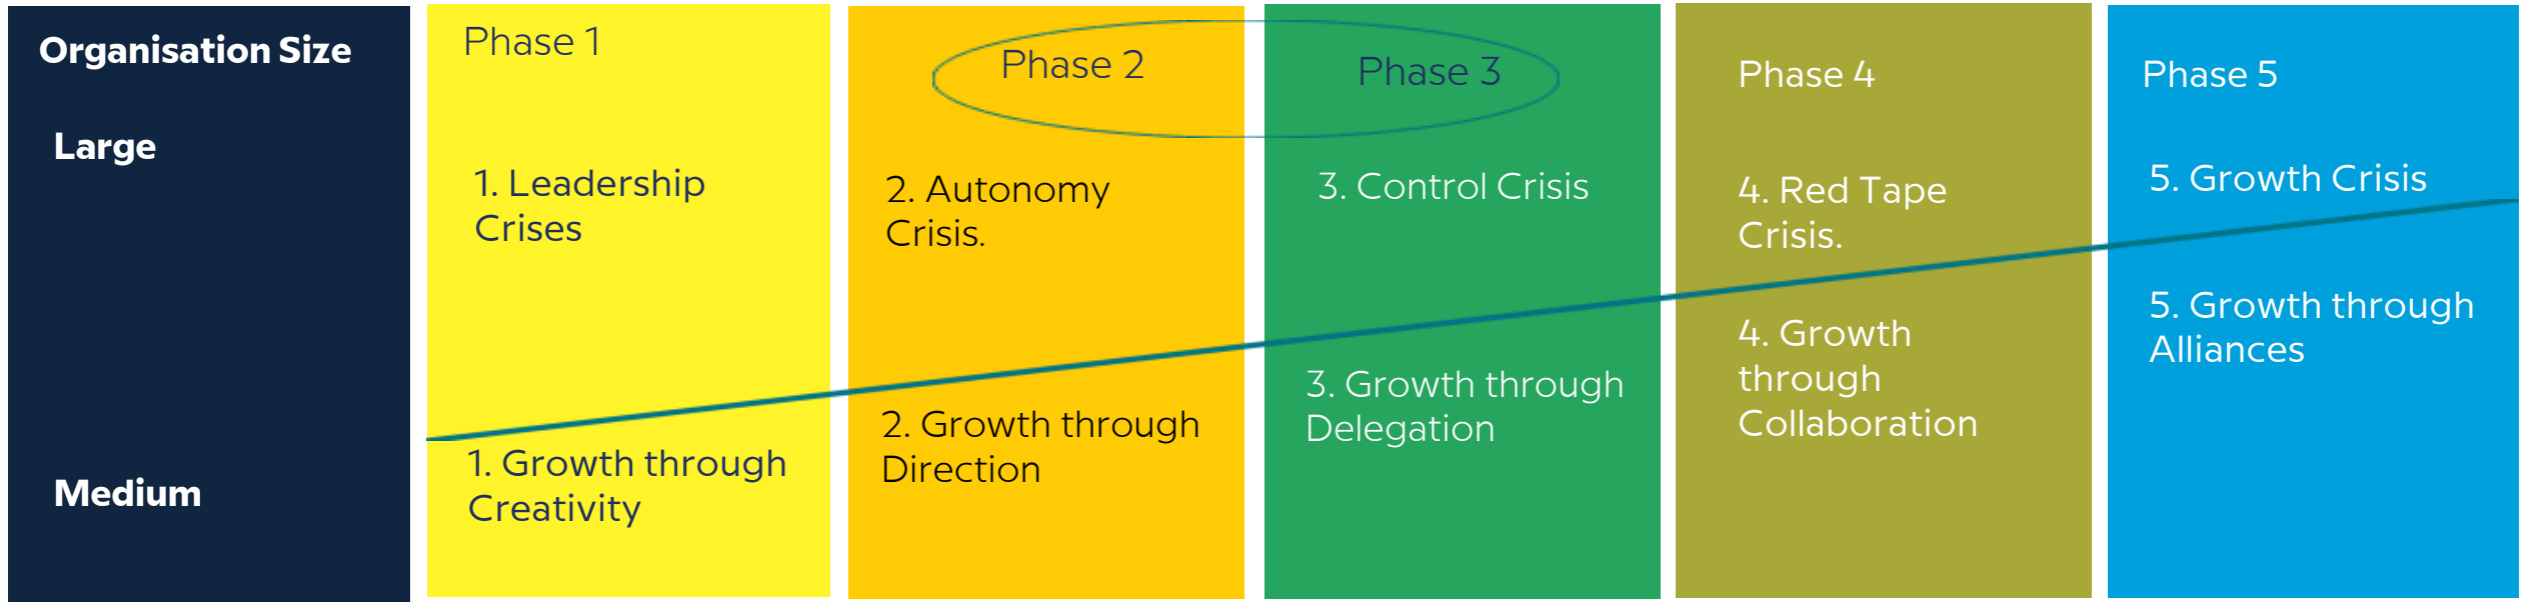 Organisation Size
Large
Medium
Phase 1
1. Leadership
Crises
1. Growth through
Creativity
Phase 2
2. Autonomy
Crisis.
2. Growth through
Direction
Phase 3
3. Control Crisis
3. Growth through
Delegation
Phase 4
4. Red Tape
Crisis.
4. Growth
through
Collaboration
Phase 5
5. Growth Crisis
5. Growth through
Alliances